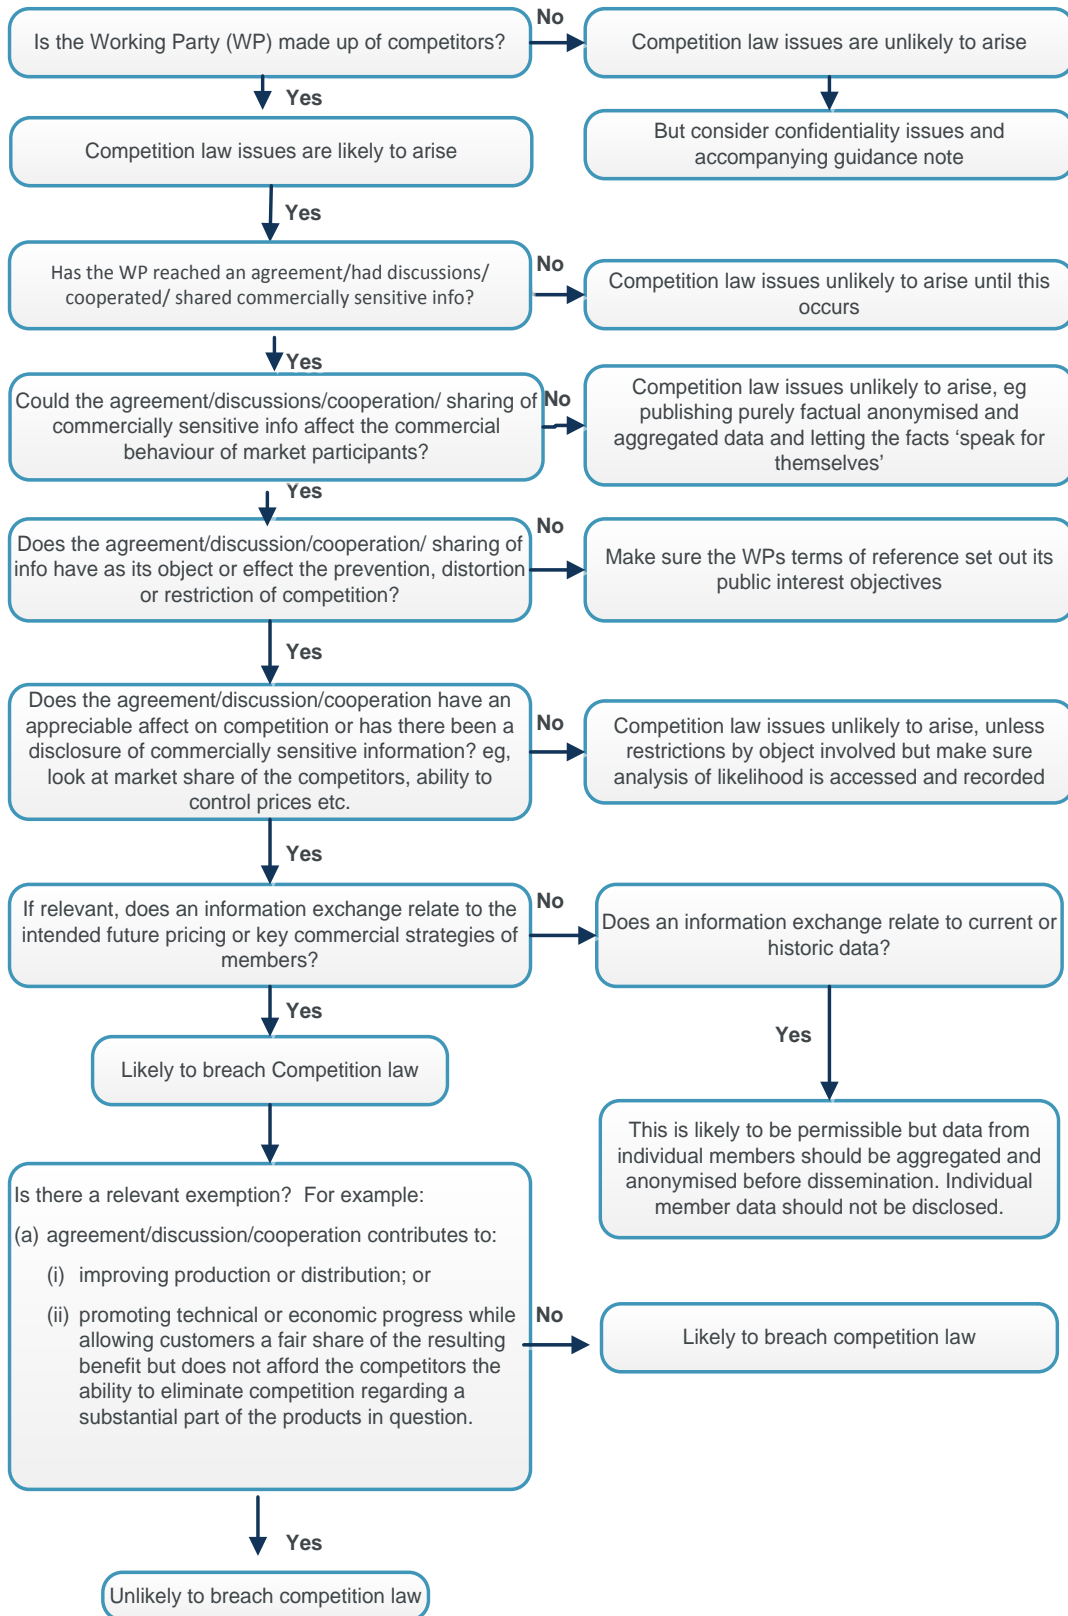 Is the Working Party (WP) made up of competitors?
No
Competition law issues are unlikely to arise
Yes
But consider confidentiality issues and
accompanying guidance note
Competition law issues are likely to arise
Yes
Has the WP reached an agreement/had discussions/
cooperated/ shared commercially sensitive info?
No
Competition law issues unlikely to arise until this
occurs
Yes
Could the agreement/discussions/cooperation/ sharing of
commercially sensitive info affect the commercial
behaviour of market participants?
No
Competition law issues unlikely to arise, eg
publishing purely factual anonymised and
aggregated data and letting the facts ‘speak for
themselves’
Yes
Does the agreement/discussion/cooperation/ sharing of
info have as its object or effect the prevention, distortion
or restriction of competition?
No
Make sure the WPs terms of reference set out its
public interest objectives
Yes
Does the agreement/discussion/cooperation have an
appreciable affect on competition or has there been a
disclosure of commercially sensitive information? eg,
look at market share of the competitors, ability to
control prices etc.
No
Competition law issues unlikely to arise, unless
restrictions by object involved but make sure
analysis of likelihood is accessed and recorded
Yes
If relevant, does an information exchange relate to the
intended future pricing or key commercial strategies of
members?
No
Does an information exchange relate to current or
historic data?
Yes
Yes
Likely to breach Competition law
This is likely to be permissible but data from
individual members should be aggregated and
anonymised before dissemination. Individual
member data should not be disclosed.
Is there a relevant exemption? For example:
(a) agreement/discussion/cooperation contributes to:
(i) improving production or distribution; or
(ii) promoting technical or economic progress while
allowing customers a fair share of the resulting
benefit but does not afford the competitors the
ability to eliminate competition regarding a
substantial part of the products in question.
No
Likely to breach competition law
Yes
Unlikely to breach competition law